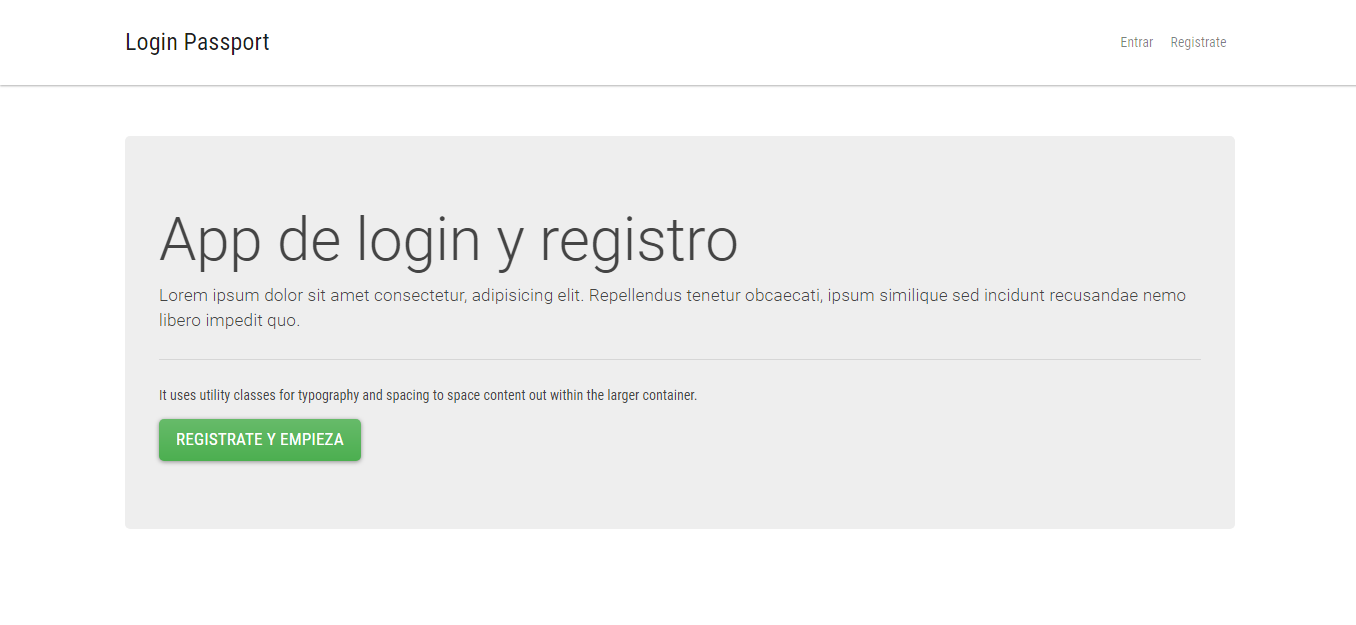 Login Passport
Entrar Registrate
App de login y registro
Lorem ipsum dolor sit amet consectetur, adipisicing elit. Repellendus tenetur obcaecati, ipsum similique sed incidunt recusandae nemo
libero impedit quo.
It uses utility classes for typography and spacing to space content out within the larger container.
REGISTRATE Y EMPIEZA